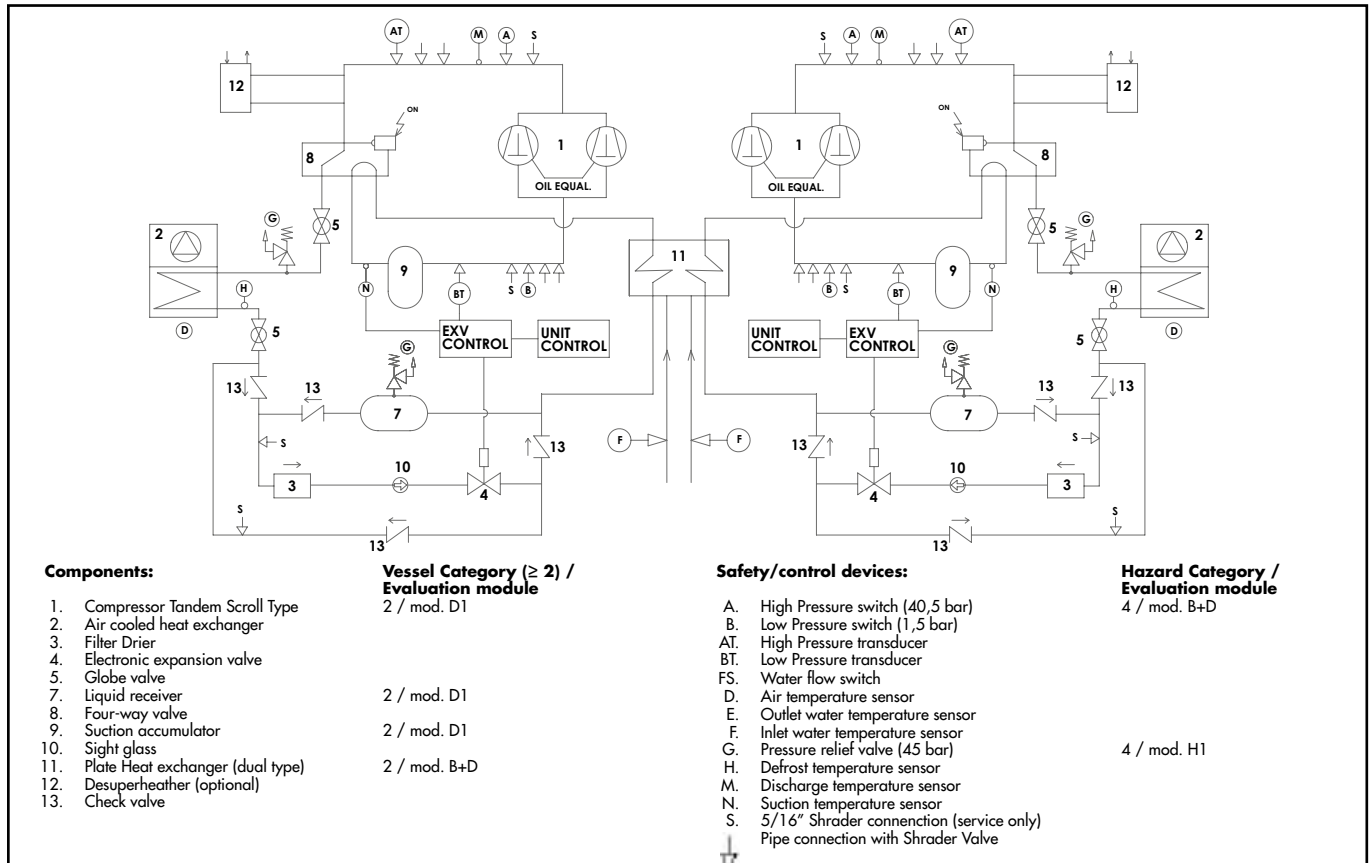 AT M A S
S A M AT
12 12
ON ON
8 1 1 8
OIL EQUAL. OIL EQUAL.
G 5 5 G
2 2
9 11 9
H N BT S B B S BT N H
D 5 5 D
EXV CONTROL UNIT CONTROL
UNIT CONTROL EXV CONTROL
G G
13 13 13 13
7 7
S F F S
13 13
10 10
3 4 4 3
S S
13 13
Components:
Vessel Category (≥ 2) /
Evaluation module
1. Compressor Tandem Scroll Type 2 / mod. D1
2. Air cooled heat exchanger
3. Filter Drier
4. Electronic expansion valve
5. Globe valve
7. Liquid receiver 2 / mod. D1
8. Four-way valve
9. Suction accumulator 2 / mod. D1
10. Sight glass
11. Plate Heat exchanger (dual type) 2 / mod. B+D
12. Desuperheather (optional)
13. Check valve
Safety/control devices:
Hazard Category /
Evaluation module
A. High Pressure switch (40,5 bar) 4 / mod. B+D
B. Low Pressure switch (1,5 bar)
AT. High Pressure transducer
BT. Low Pressure transducer
FS. Water flow switch
D. Air temperature sensor
E. Outlet water temperature sensor
F. Inlet water temperature sensor
G. Pressure relief valve (45 bar) 4 / mod. H1
H. Defrost temperature sensor
M. Discharge temperature sensor
N. Suction temperature sensor
S. 5/16" Shrader connenction (service only)
Pipe connection with Shrader Valve